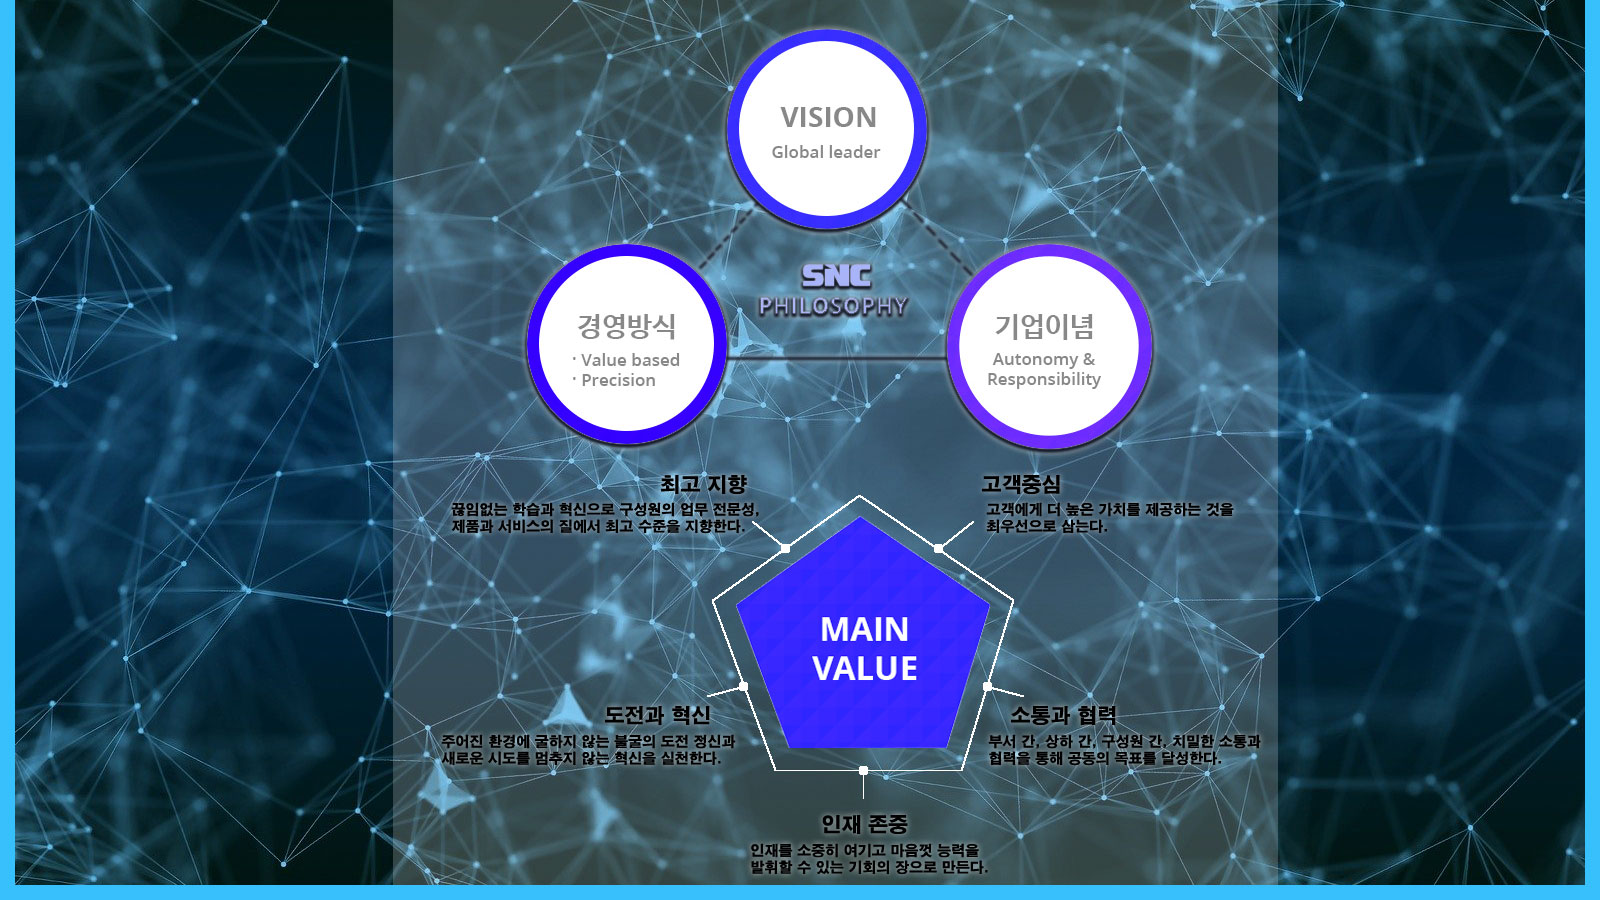 VISION
Global leader
SNC
PHILOSOPHY
경영방식
· Value based
· Precision
기업이념
Autonomy &
Responsibility
최고 지향
끊임없는 학습과 혁신으로 구성원의 업무 전문성,
제품과 서비스의 질에서 최고 수준을 지향한다.
고객중심
고객에게 더 높은 가치를 제공하는 것을
최우선으로 삼는다.
MAIN
VALUE
도전과 혁신
주어진 환경에 굴하지 않는 불굴의 도전 정신과
새로운 시도를 멈추지 않는 혁신을 실천한다.
소통과 협력
부서 간, 상하 간, 구성원 간, 치밀한 소통과
협력을 통해 공동의 목표를 달성한다.
인재 존중
인재를 소중히 여기고 마음껏 능력을
발휘할 수 있는 기회의 장으로 만든다.